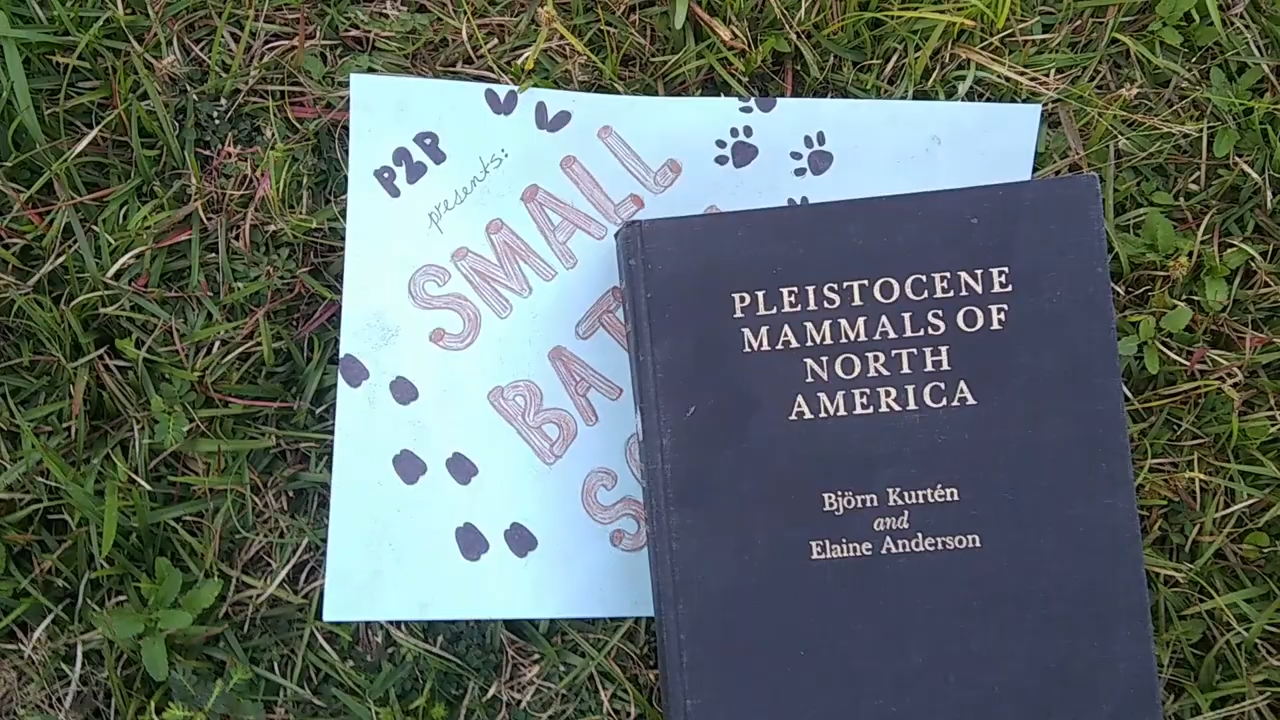 P2P
presents:
SMALL
BAT
S
PLEISTOCENE
MAMMALS OF
NORTH
AMERICA
Björn Kurtén
and
Elaine Anderson